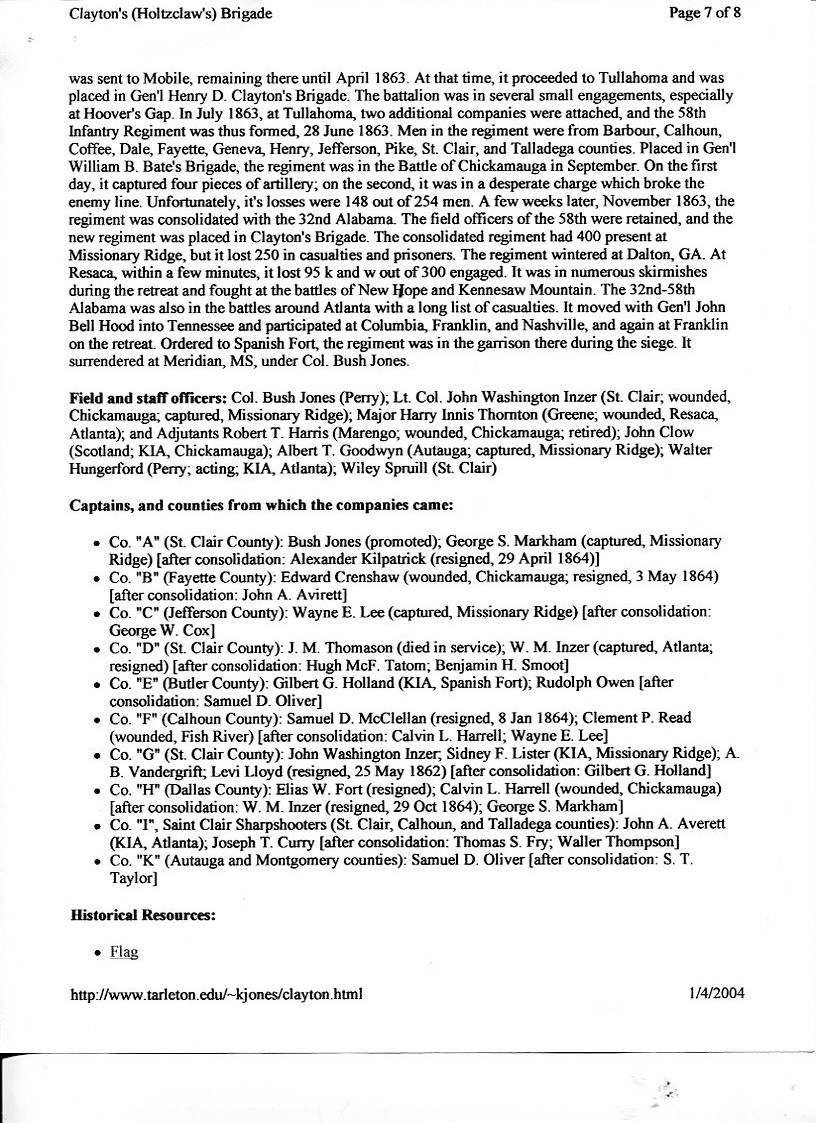 Clayton's (Holtzclaw's) Brigade
Page 7 of 8
was sent to Mobile, remaining there until April 1863. At that time, it proceeded to Tullahoma and was
placed in Gen'l Henry D. Clayton's Brigade. The battalion was in several small engagements, especially
at Hoover's Gap. In July 1863, at Tullahoma, two additional companies were attached, and the 58th
Infantry Regiment was thus formed, 28 June 1863. Men in the regiment were from Barbour, Calhoun,
Coffee, Dale, Fayette, Geneva, Henry, Jefferson, Pike, St. Clair, and Talladega counties. Placed in Gen'l
William B. Bate's Brigade, the regiment was in the Battle of Chickamauga in September. On the first
day, it captured four pieces of artillery; on the second, it was in a desperate charge which broke the
enemy line. Unfortunately, it's losses were 148 out of 254 men. A few weeks later, November 1863, the
regiment was consolidated with the 32nd Alabama. The field officers of the 58th were retained, and the
new regiment was placed in Clayton's Brigade. The consolidated regiment had 400 present at
Missionary Ridge, but it lost 250 in casualties and prisoners. The regiment wintered at Dalton, GA. At
Resaca, within a few minutes, it lost 95 k and w out of 300 engaged. It was in numerous skirmishes
during the retreat and fought at the battles of New Hope and Kennesaw Mountain. The 32nd-58th
Alabama was also in the battles around Atlanta with a long list of casualties. It moved with Gen'l John
Bell Hood into Tennessee and participated at Columbia, Franklin, and Nashville, and again at Franklin
on the retreat. Ordered to Spanish Fort, the regiment was in the garrison there during the siege. It
surrendered at Meridian, MS, under Col. Bush Jones.
Field and staff officers: Col. Bush Jones (Perry); Lt. Col. John Washington Inzer (St. Clair; wounded,
Chickamauga; captured, Missionary Ridge); Major Harry Innis Thornton (Greene; wounded, Resaca,
Atlanta); and Adjutants Robert T. Harris (Marengo; wounded, Chickamauga; retired); John Clow
(Scotland; KIA, Chickamauga); Albert T. Goodwyn (Autauga; captured, Missionary Ridge); Walter
Hungerford (Perry; acting; KIA, Atlanta); Wiley Spruill (St. Clair)
Captains, and counties from which the companies came:
• Co. "A" (St. Clair County): Bush Jones (promoted); George S. Markham (captured, Missionary
Ridge) [after consolidation: Alexander Kilpatrick (resigned, 29 April 1864)]
• Co. "B" (Fayette County): Edward Crenshaw (wounded, Chickamauga; resigned, 3 May 1864)
[after consolidation: John A. Avirett]
• Co. "C" (Jefferson County): Wayne E. Lee (captured, Missionary Ridge) [after consolidation:
George W. Cox]
• Co. "D" (St. Clair County): J. M. Thomason (died in service); W. M. Inzer (captured, Atlanta;
resigned) [after consolidation: Hugh McF. Tatom; Benjamin H. Smoot]
• Co. "E" (Butler County): Gilbert G. Holland (KIA, Spanish Fort); Rudolph Owen [after
consolidation: Samuel D. Oliver]
• Co. "F" (Calhoun County): Samuel D. McClellan (resigned, 8 Jan 1864); Clement P. Read
(wounded, Fish River) [after consolidation: Calvin L. Harrell; Wayne E. Lee]
• Co. "G" (St. Clair County): John Washington Inzer; Sidney F. Lister (KIA, Missionary Ridge); A.
B. Vandergrift; Levi Lloyd (resigned, 25 May 1862) [after consolidation: Gilbert G. Holland]
• Co. "H" (Dallas County): Elias W. Fort (resigned); Calvin L. Harrell (wounded, Chickamauga)
[after consolidation: W. M. Inzer (resigned, 29 Oct 1864); George S. Markham]
• Co. "I", Saint Clair Sharpshooters (St. Clair, Calhoun, and Talladega counties): John A. Averett
(KIA, Atlanta); Joseph T. Curry [after consolidation: Thomas S. Fry; Waller Thompson]
• Co. "K" (Autauga and Montgomery counties): Samuel D. Oliver [after consolidation: S. T.
Taylor]
Historical Resources:
• Flag
http://www.tarleton.edu/~kjones/clayton.html
1/4/2004